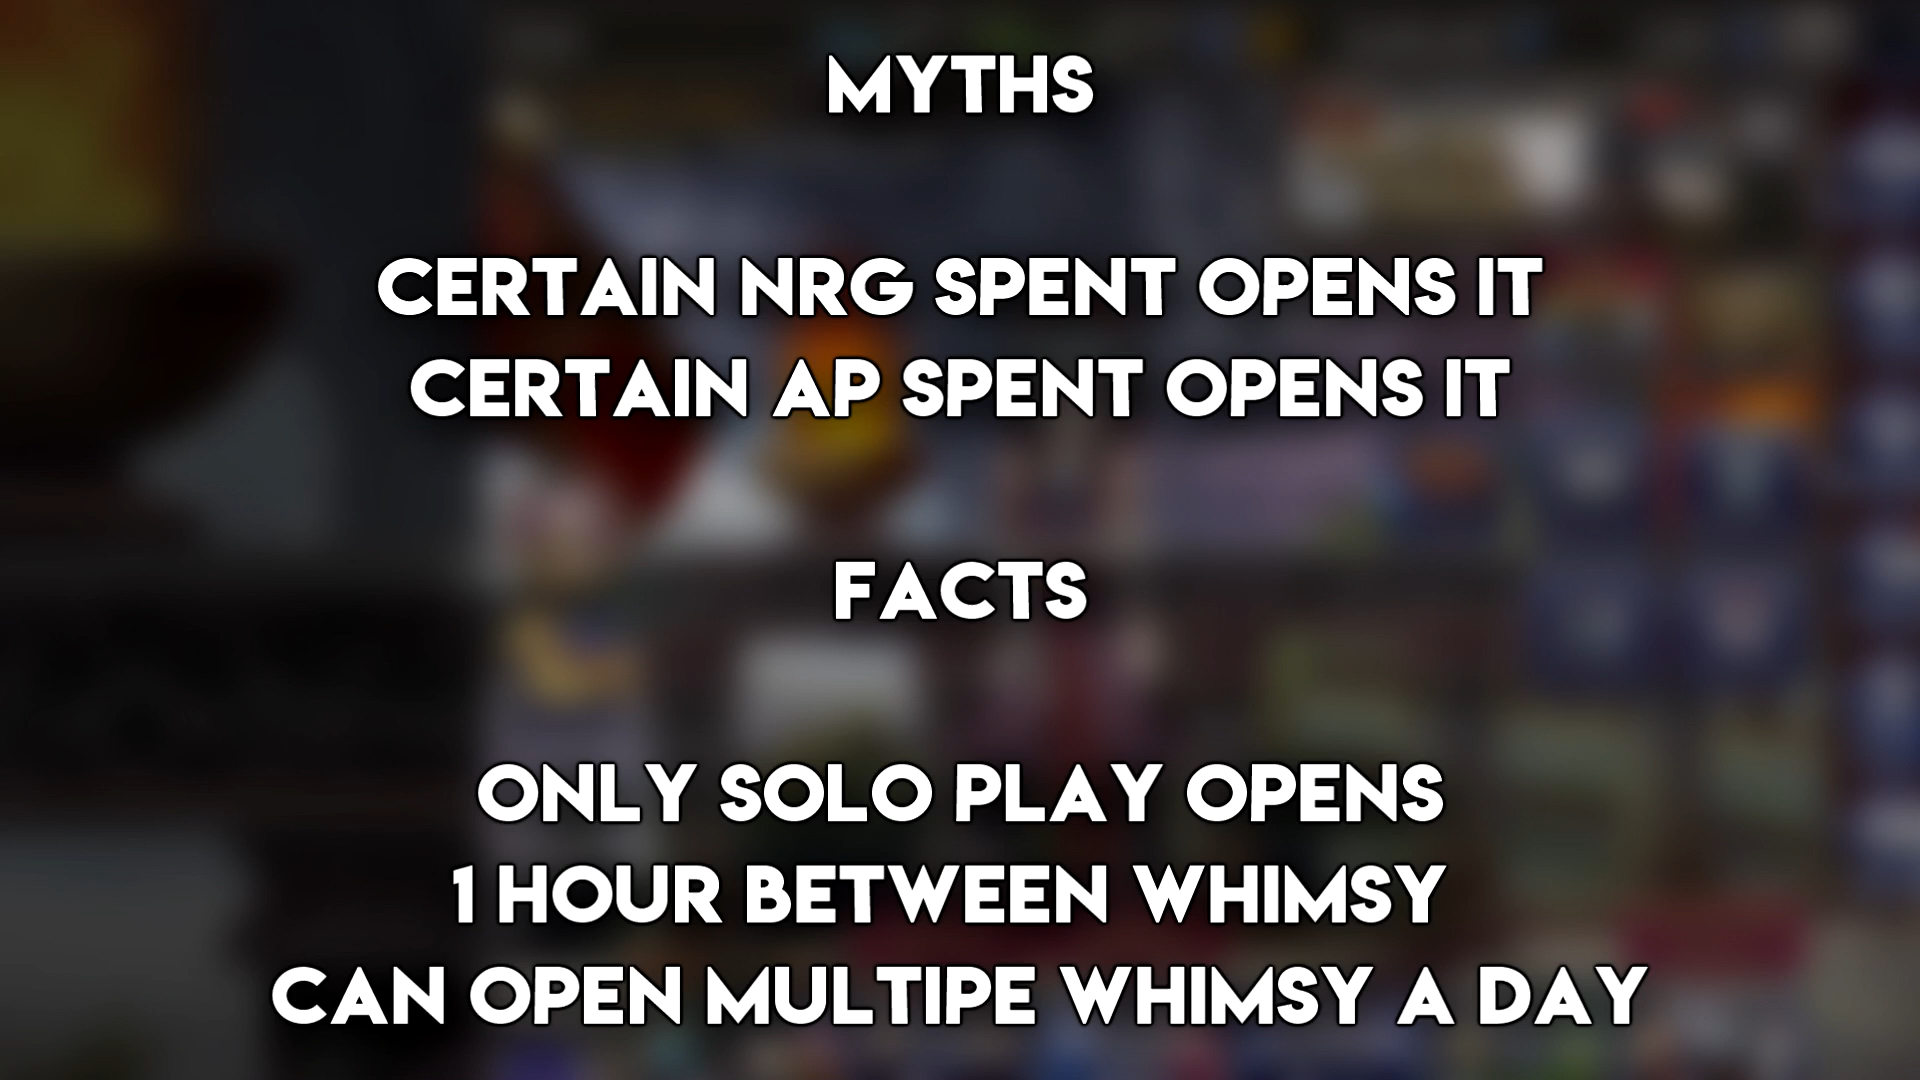 MYTHS
CERTAIN NRG SPENT OPENS IT
CERTAIN AP SPENT OPENS IT
FACTS
ONLY SOLO PLAY OPENS
1 HOUR BETWEEN WHIMSY
CAN OPEN MULTIPE WHIMSY A DAY